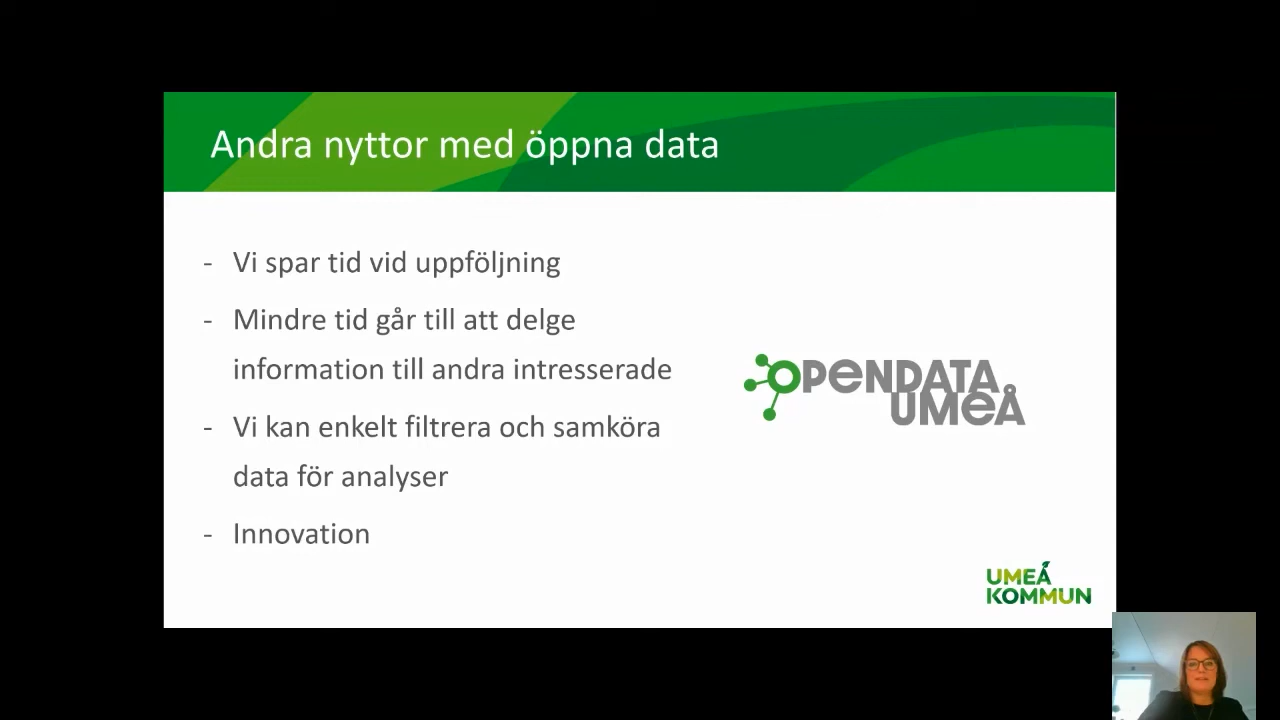 Andra nyttor med öppna data
- Vi spar tid vid uppföljning
- Mindre tid går till att delge
information till andra intresserade
- Vi kan enkelt filtrera och samköra
data för analyser
- Innovation
OPENDATA
UMEÅ
UMEÅ
KOMMUN